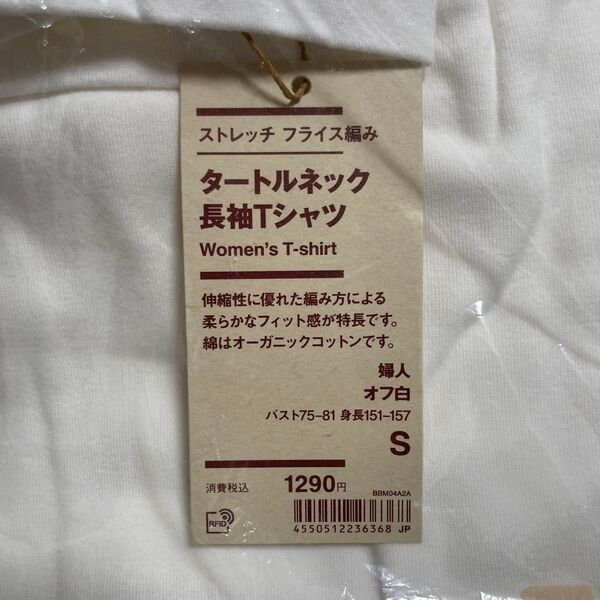 ストレッチ フライス編み
タートルネック
長袖Tシャツ
Women's T-shirt
伸縮性に優れた編み方による
柔らかなフィット感が特長です。
綿はオーガニックコットンです。
婦人
オフ白
バスト75–81 身長151–157
S
消費税込 1290円
BBM04A2A
RFID
4550512236368 JP